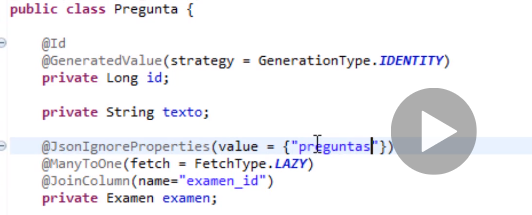 public class Pregunta {
@Id
@GeneratedValue(strategy = GenerationType.IDENTITY)
private Long id;
private String texto;
@JsonIgnoreProperties(value = {"preguntas"})
@ManyToOne(fetch = FetchType.LAZY)
@JoinColumn(name="examen_id")
private Examen examen;